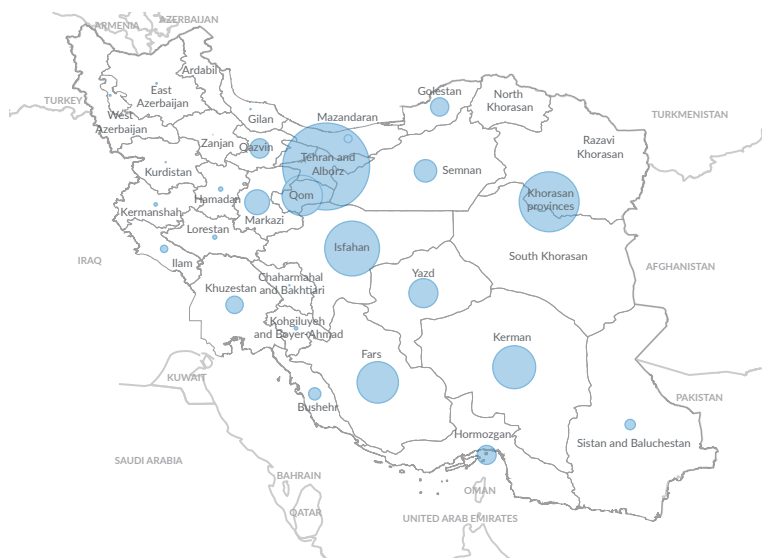 AZERBAIJAN
ARMENIA
Ardabil
East
Azerbaijan
Golestan
North
Khorasan
TURKEY
West
Azerbaijan
Gilan
Mazandaran
TURKMENISTAN
Zanjan
Qazvin
Razavi
Khorasan
Tehran and
Alborz
Kurdistan
Semnan
Hamadan
Qom
Khorasan
provinces
Kermanshah
Markazi
Lorestan
Isfahan
South Khorasan
IRAQ
Ilam
AFGHANISTAN
Yazd
Chaharmahal
and Bakhtiari
Khuzestan
Kohgiluyeh
and Boyer-Ahmad
Kerman
Fars
KUWAIT
PAKISTAN
Bushehr
Hormozgan
Sistan and Baluchestan
SAUDI ARABIA
BAHRAIN
OMAN
QATAR
UNITED ARAB EMIRATES